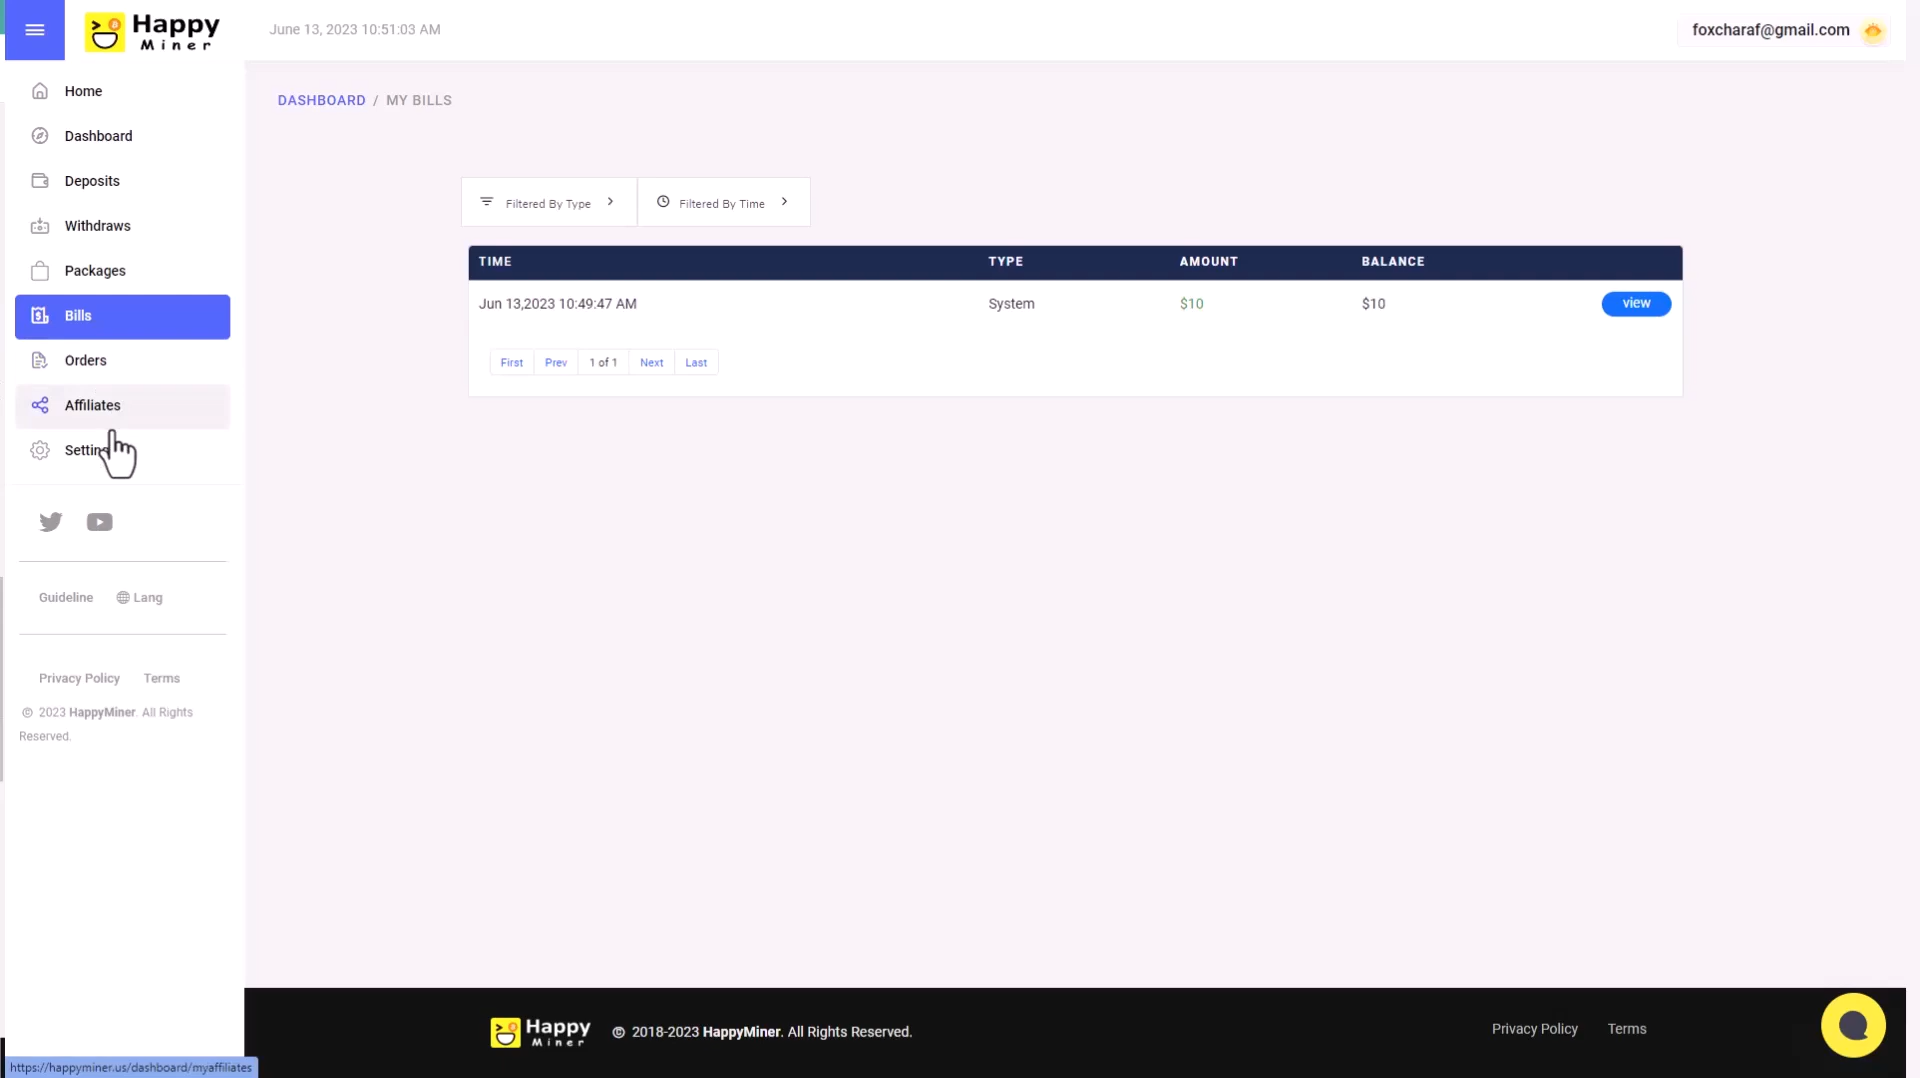 Happy
Miner
June 13, 2023 10:51:03 AM
foxcharaf@gmail.com
Home
Dashboard
Deposits
Withdraws
Packages
Bills
Orders
Affiliates
DASHBOARD / MY BILLS
Filtered By Type
Filtered By Time
TIME TYPE AMOUNT BALANCE
Jun 13,2023 10:49:47 AM System $10 $10 view
First Prev 1 of 1 Next Last
Guideline Lang
Privacy Policy Terms
© 2023 HappyMiner. All Rights
Reserved.
Happy
Miner
© 2018-2023 HappyMiner. All Rights Reserved.
Privacy Policy Terms
https://happyminer.us/dashboard/myaffiliates